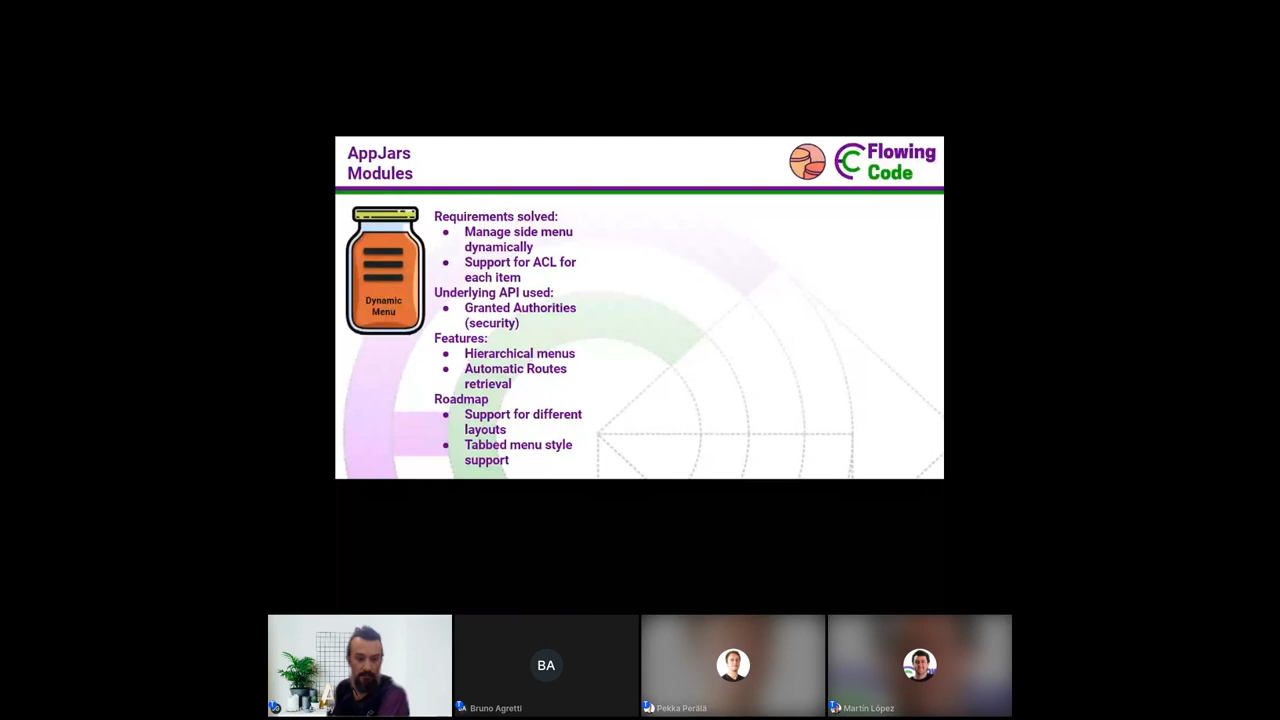 AppJars
Modules
Flowing
Code
Dynamic
Menu
Requirements solved:
● Manage side menu
dynamically
● Support for ACL for
each item
Underlying API used:
● Granted Authorities
(security)
Features:
● Hierarchical menus
● Automatic Routes
retrieval
Roadmap
● Support for different
layouts
● Tabbed menu style
support
BA
Bruno Agretti
Pekka Perälä
Martín López